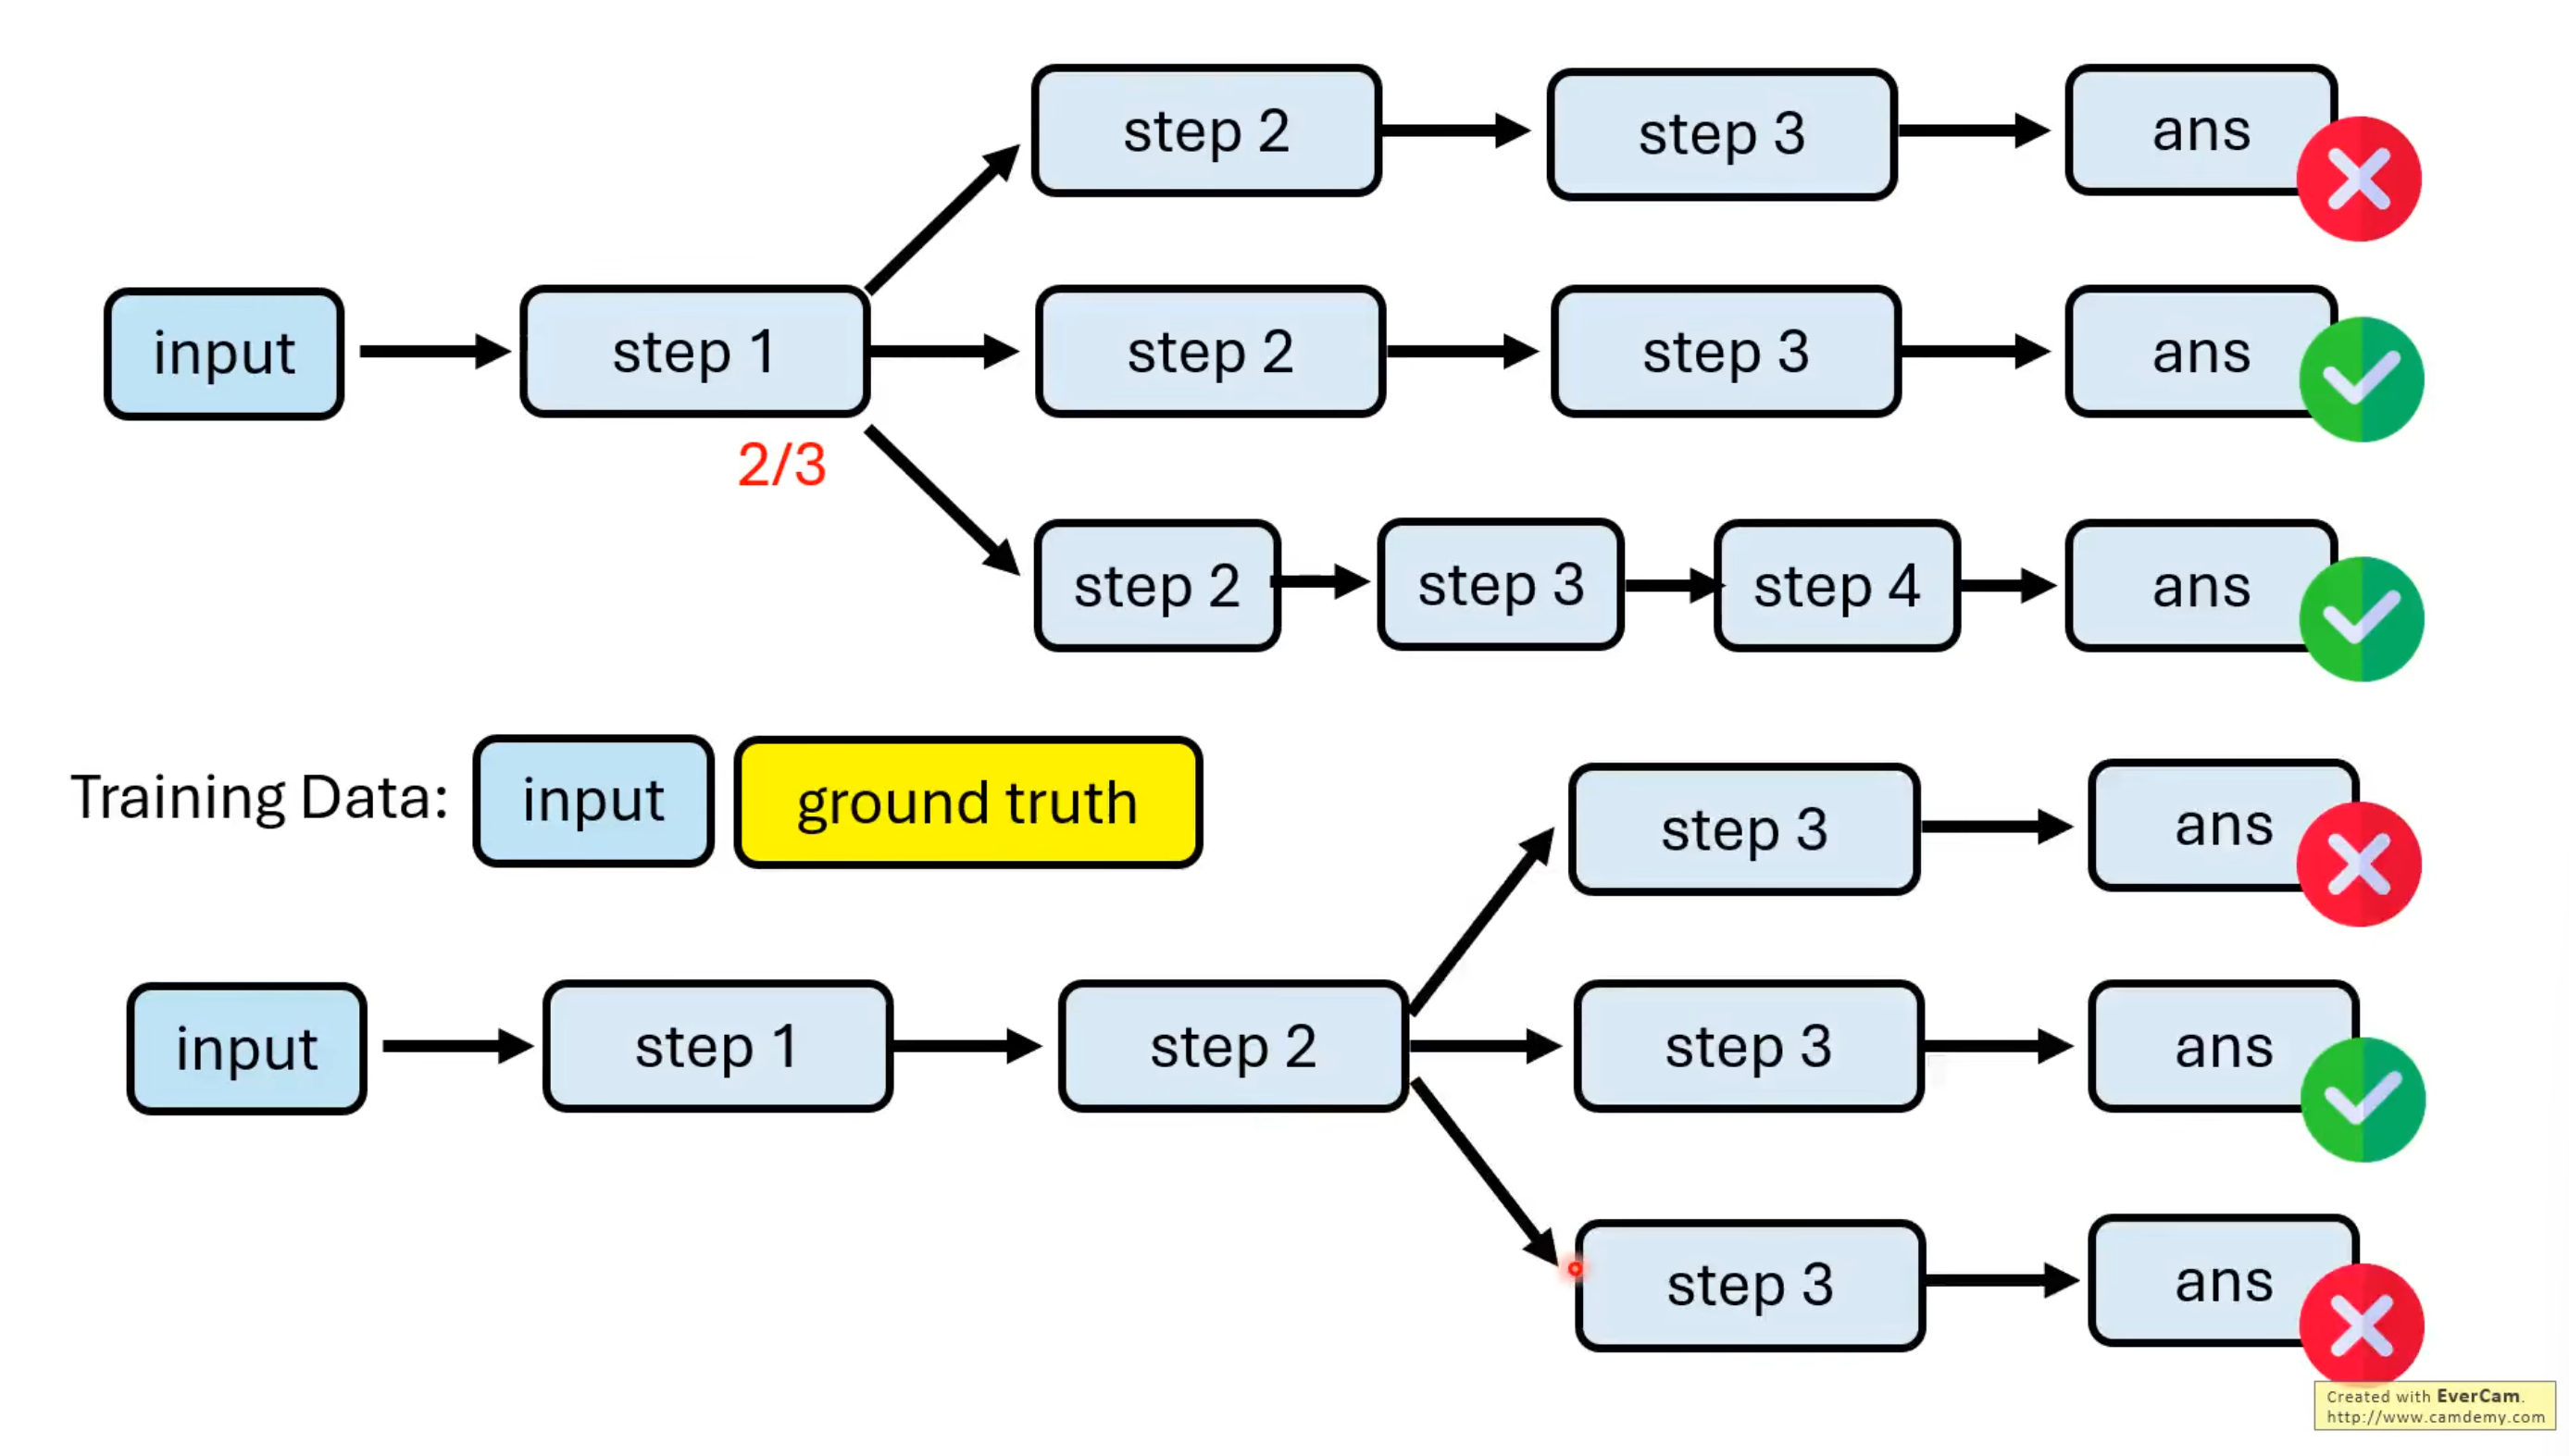 step 2
step 3
ans
input
step 1
step 2
step 3
ans
2/3
step 2
step 3
step 4
ans
Training Data:
input
ground truth
step 3
ans
input
step 1
step 2
step 3
ans
step 3
ans
Created with EverCam.
http://www.camdemy.com